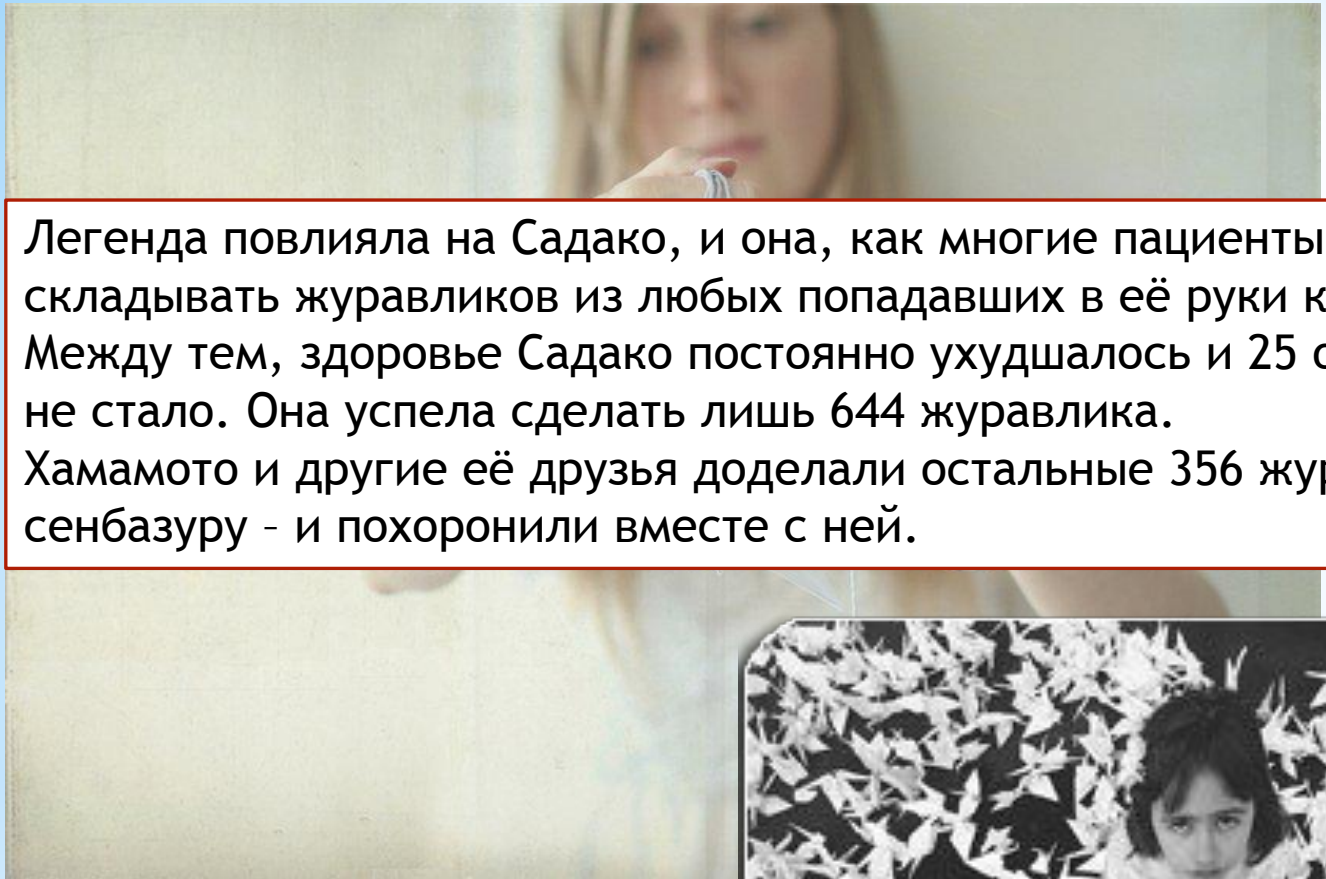 Легенда повлияла на Садако, и она, как многие пациенты
складывать журавликов из любых попадавших в её руки
Между тем, здоровье Садако постоянно ухудшалось и 25
не стало. Она успела сделать лишь 644 журавлика.
Хамамото и другие её друзья доделали остальные 356
сенбазуру – и похоронили вместе с ней.